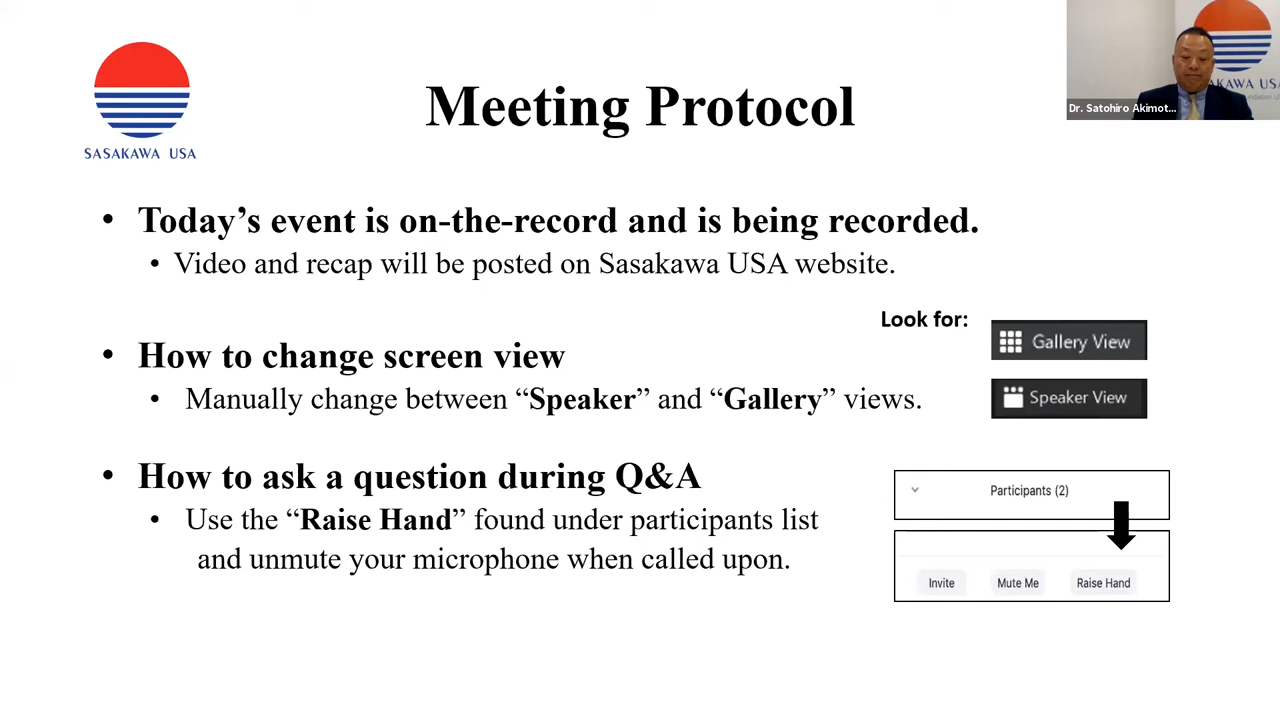 SASAKAWA USA
Meeting Protocol
Dr. Satohiro Akimot...
• Today’s event is on-the-record and is being recorded.
• Video and recap will be posted on Sasakawa USA website.
Look for:
Gallery View
Speaker View
• How to change screen view
• Manually change between “Speaker” and “Gallery” views.
• How to ask a question during Q&A
• Use the “Raise Hand” found under participants list
and unmute your microphone when called upon.
Participants (2)
Invite Mute Me Raise Hand